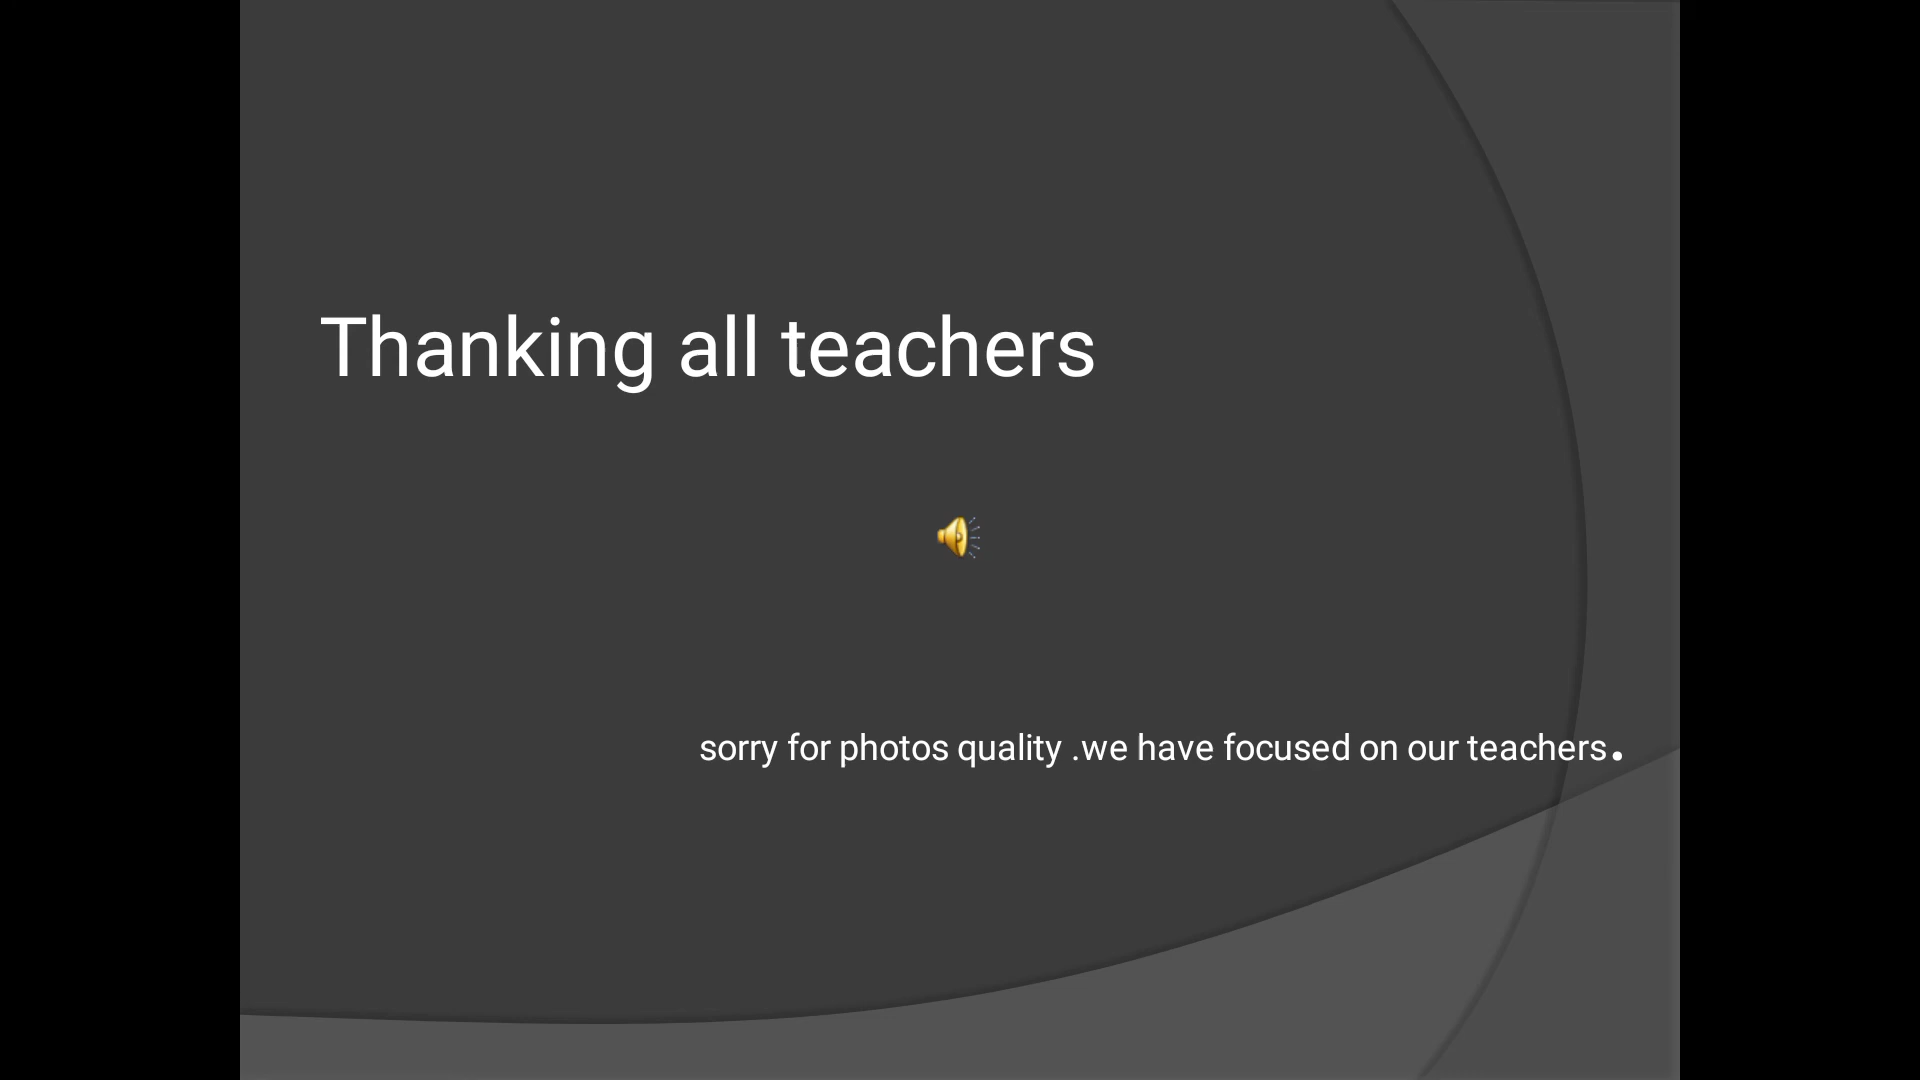 Thanking all teachers
sorry for photos quality .we have focused on our teachers.